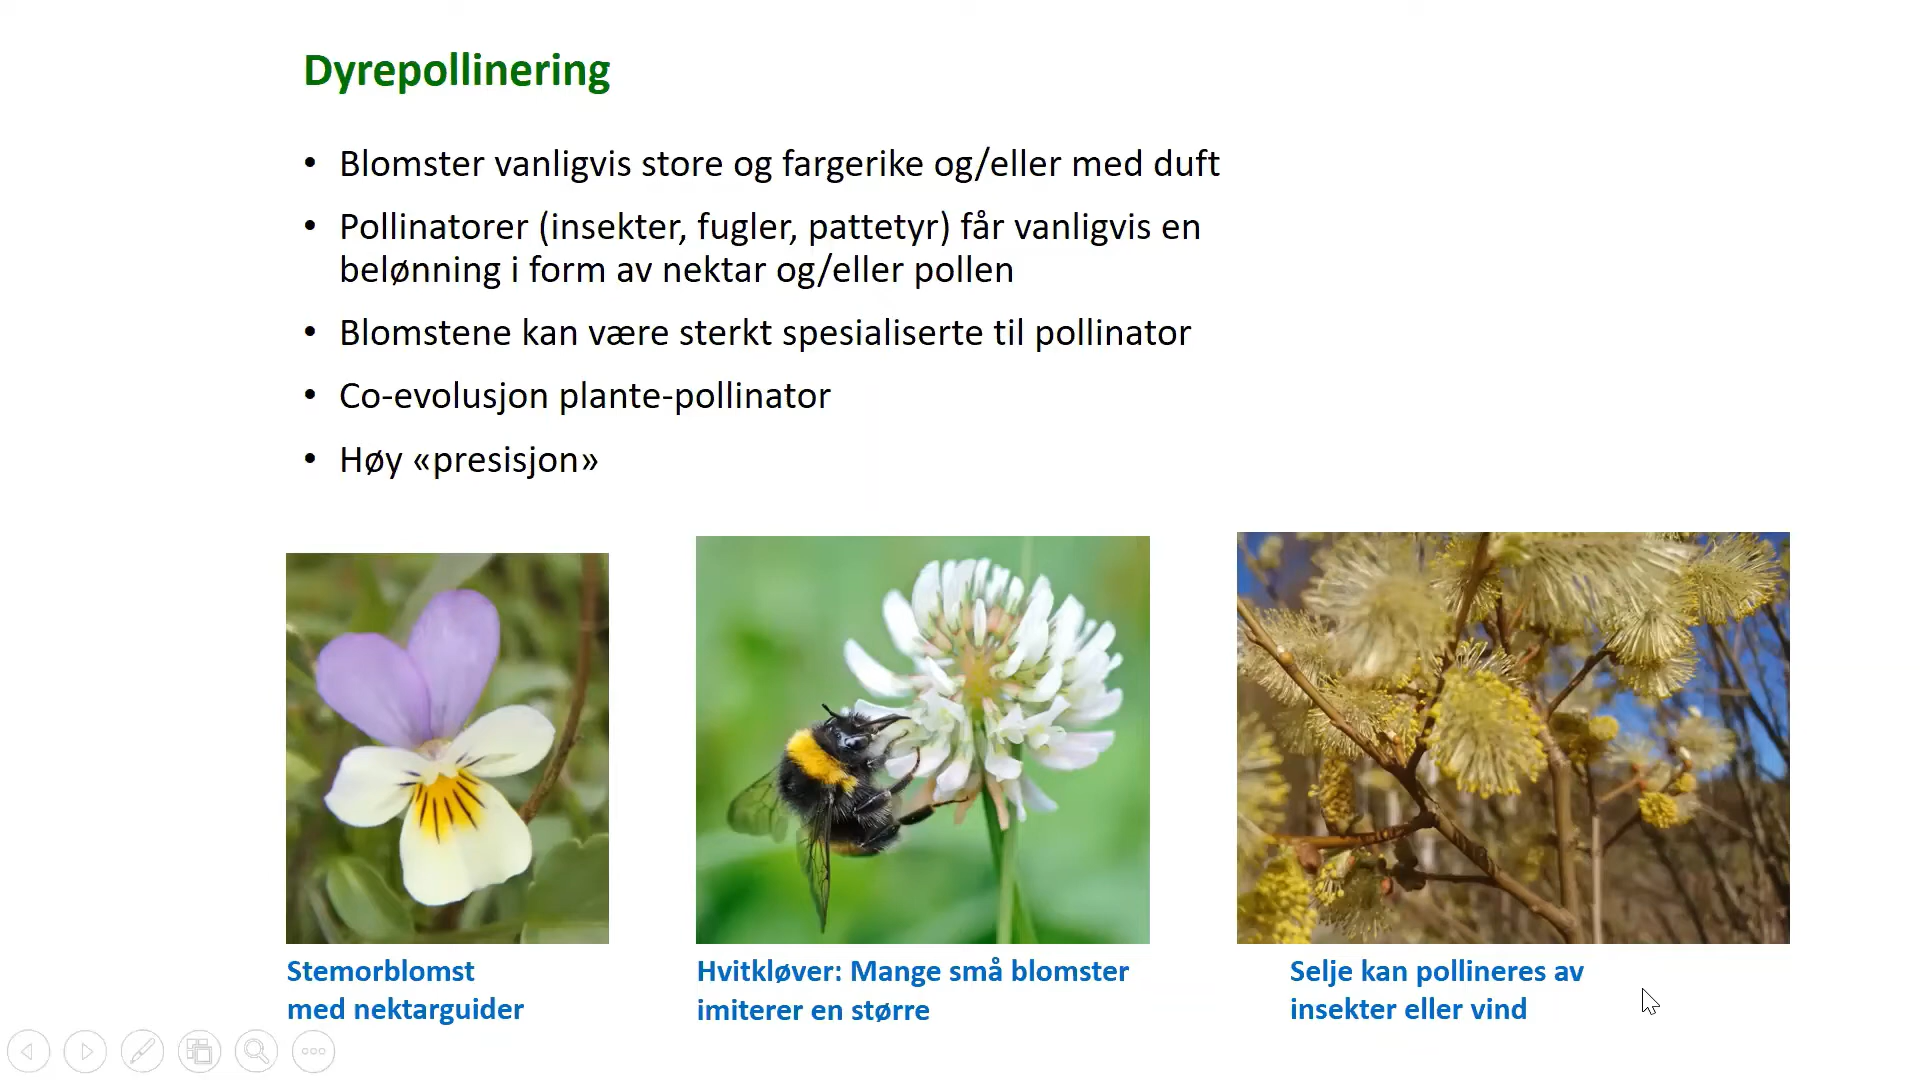 Dyrepollinering
• Blomster vanligvis store og fargerike og/eller med duft
• Pollinatorer (insekter, fugler, pattetyr) får vanligvis en
belønning i form av nektar og/eller pollen
• Blomstene kan være sterkt spesialiserte til pollinator
• Co-evolusjon plante-pollinator
• Høy «presisjon»
Stemorblomst
med nektarguider
Hvitkløver: Mange små blomster
imiterer en større
Selje kan pollineres av
insekter eller vind